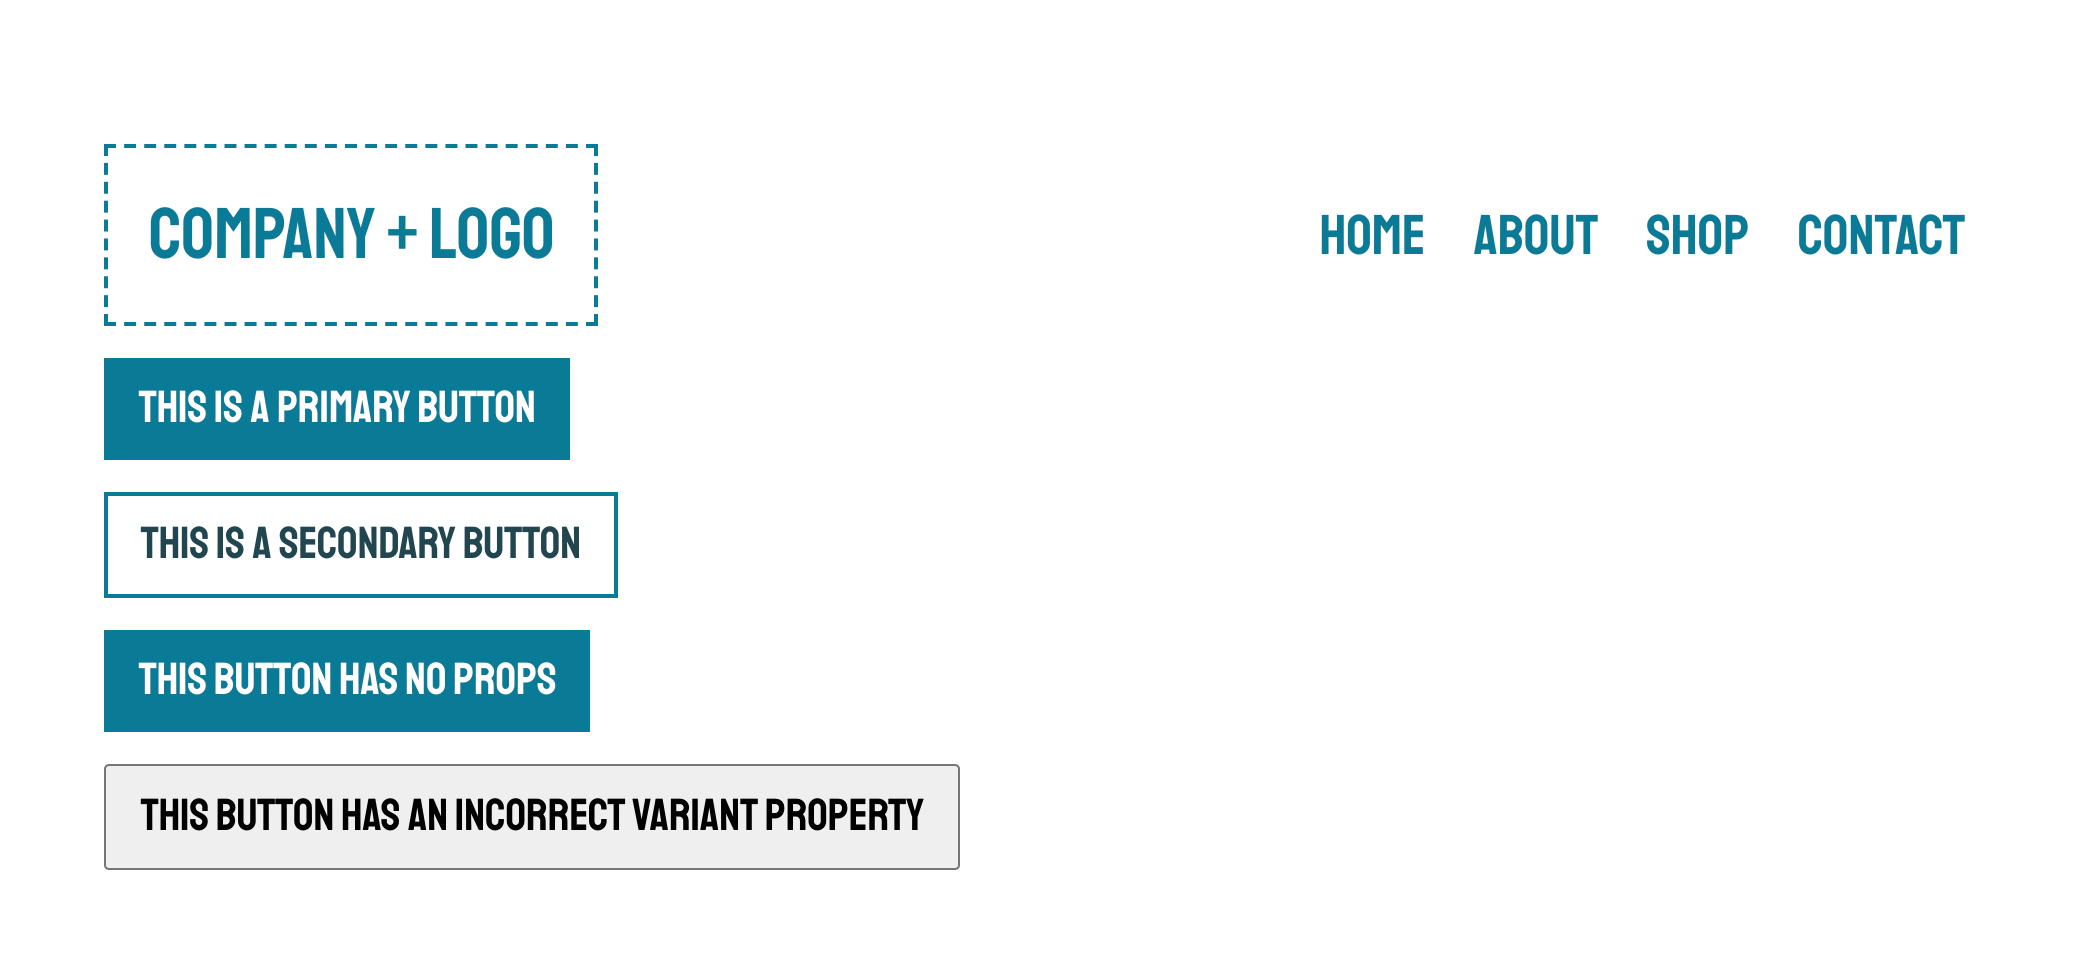 COMPANY + LOGO
HOME ABOUT SHOP CONTACT
THIS IS A PRIMARY BUTTON
THIS IS A SECONDARY BUTTON
THIS BUTTON HAS NO PROPS
THIS BUTTON HAS AN INCORRECT VARIANT PROPERTY